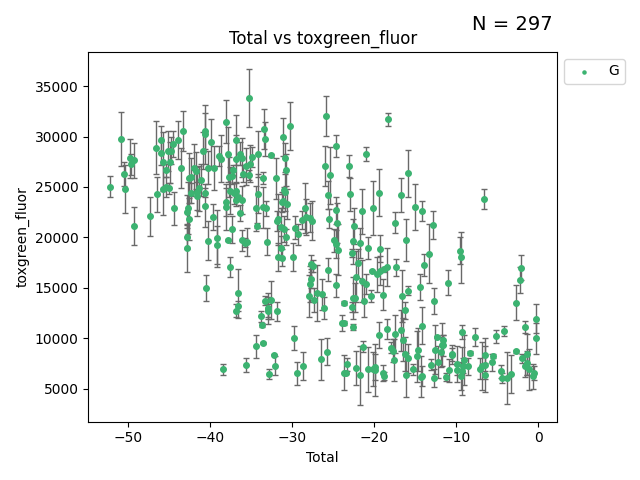 N = 297
Total vs toxgreen_fluor
G
toxgreen_fluor
35000
30000
25000
20000
15000
10000
5000
−50 −40 −30 −20 −10 0
Total